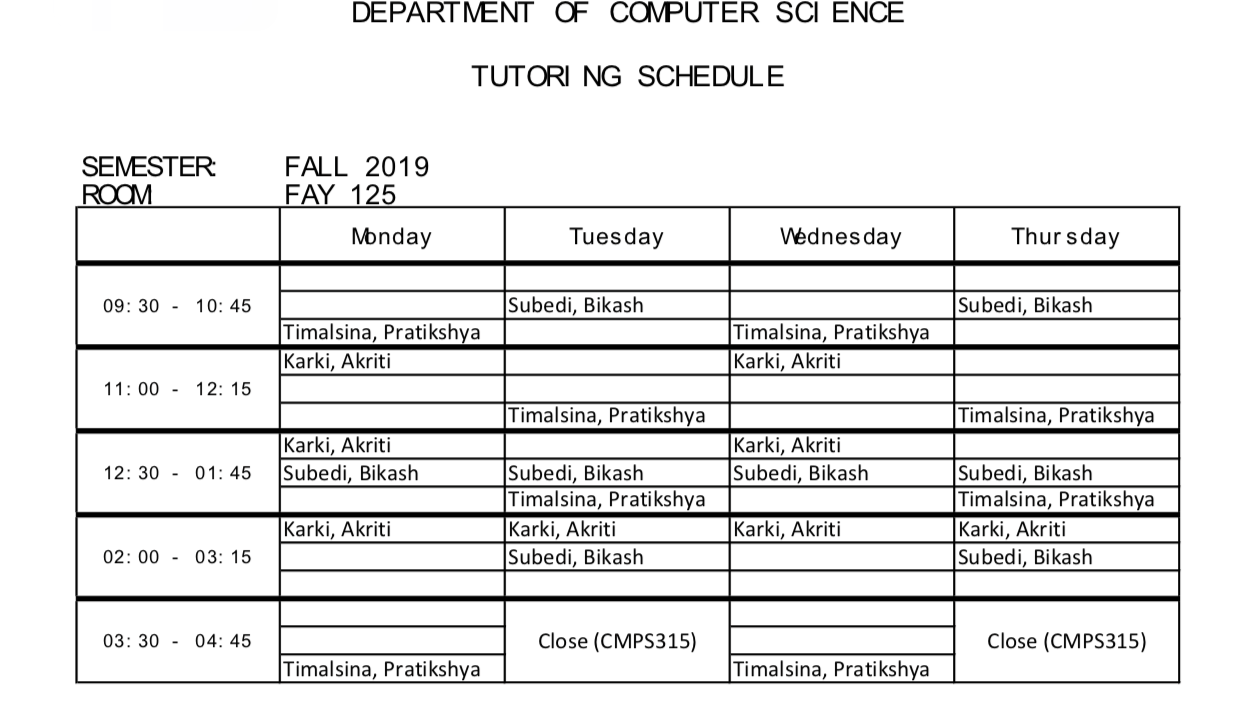 DEPARTMENT OF COMPUTER SCIENCE
TUTORING SCHEDULE
SEMESTER: FALL 2019
ROOM FAY 125
Monday Tuesday Wednesday Thursday
09:30 - 10:45
Subedi, Bikash Subedi, Bikash
Timalsina, Pratikshya Timalsina, Pratikshya
Karki, Akriti Karki, Akriti
11:00 - 12:15
Timalsina, Pratikshya Timalsina, Pratikshya
Karki, Akriti Karki, Akriti
12:30 - 01:45 Subedi, Bikash Subedi, Bikash Subedi, Bikash Subedi, Bikash
Timalsina, Pratikshya Timalsina, Pratikshya
Karki, Akriti Karki, Akriti Karki, Akriti Karki, Akriti
02:00 - 03:15 Subedi, Bikash Subedi, Bikash
03:30 - 04:45 Close (CMPS315) Close (CMPS315)
Timalsina, Pratikshya Timalsina, Pratikshya